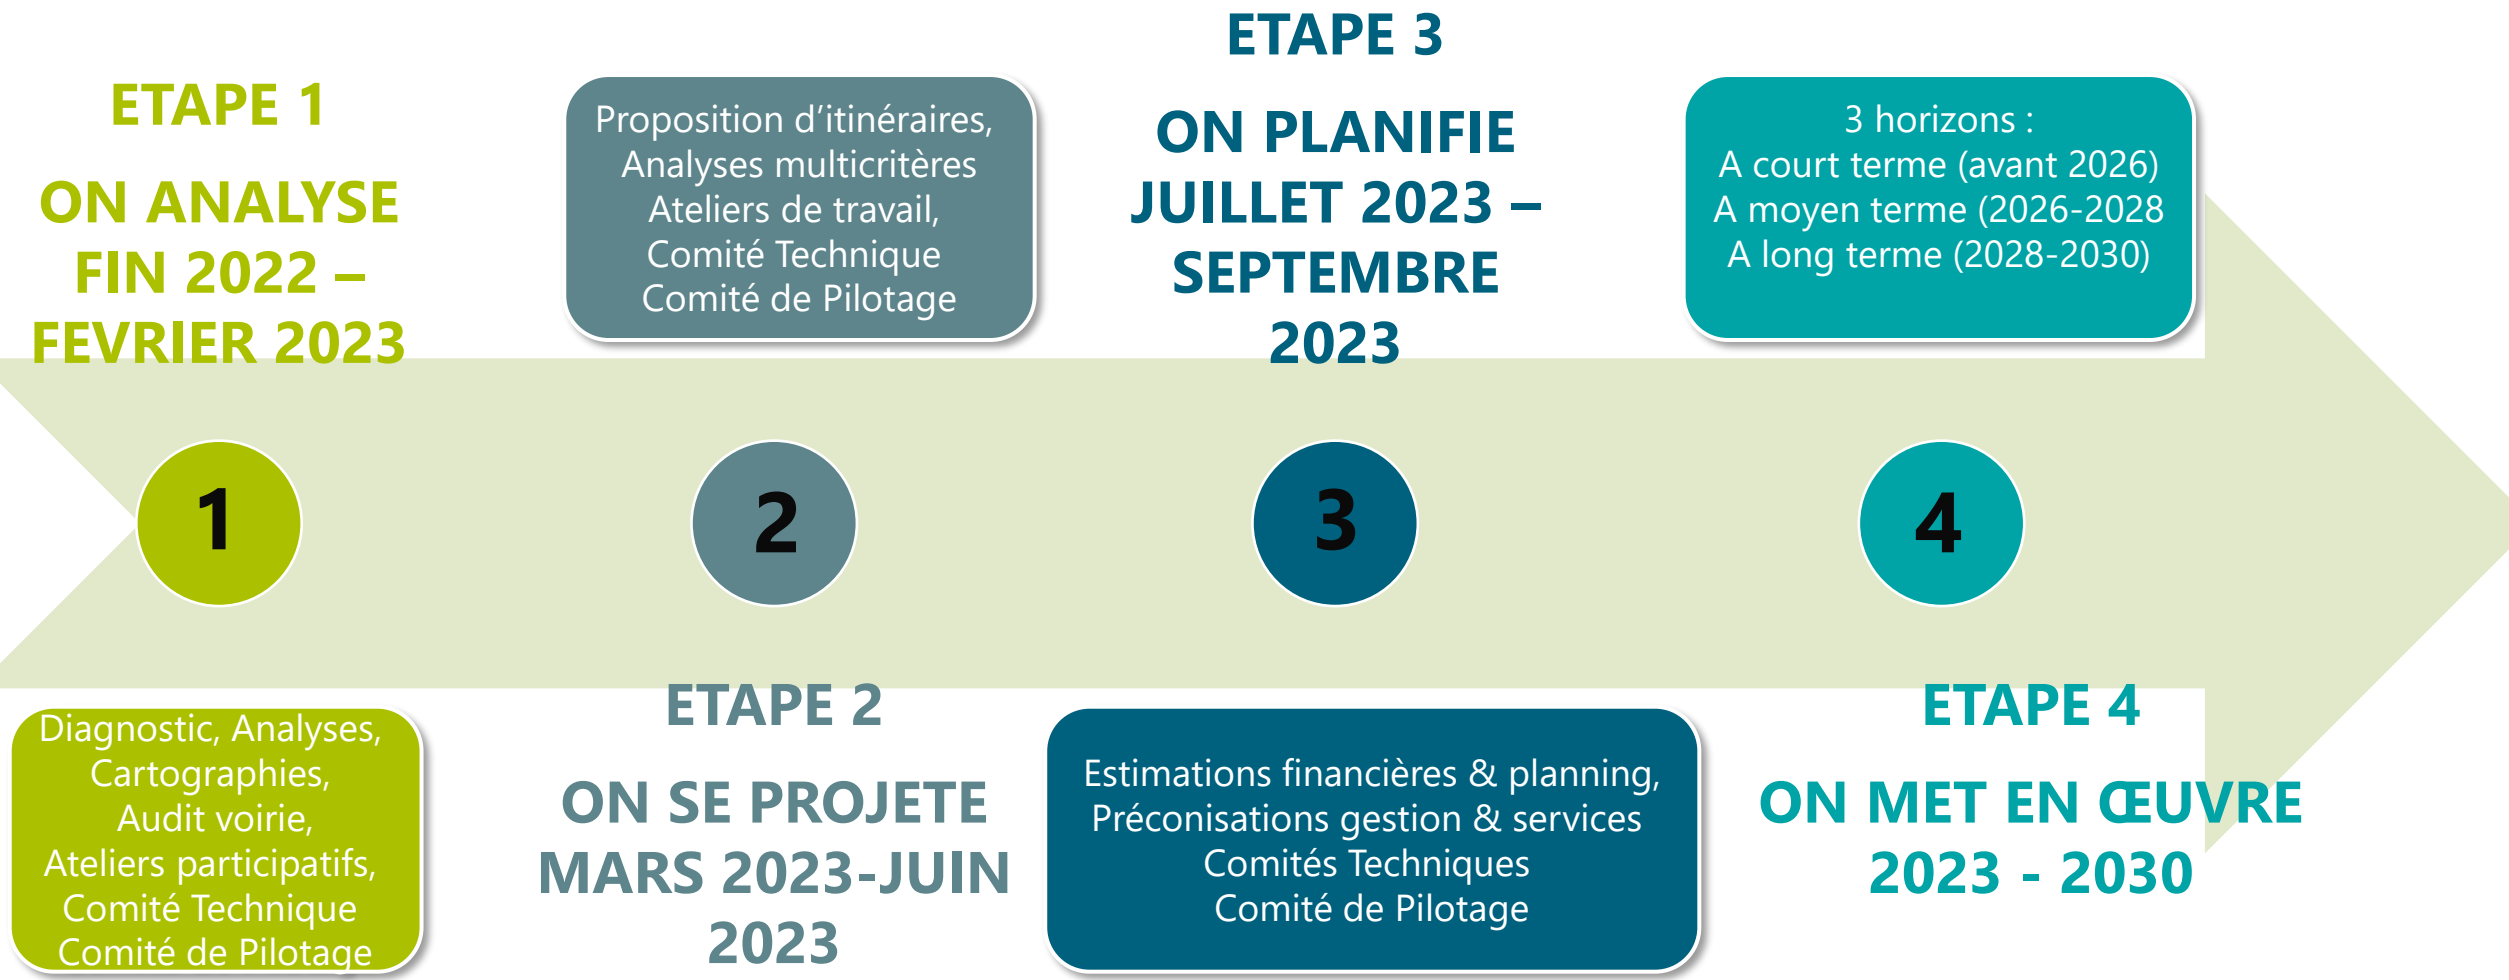 ETAPE 1
ON ANALYSE
FIN 2022 –
FEVRIER 2023
1
Diagnostic, Analyses,
Cartographies,
Audit voirie,
Ateliers participatifs,
Comité Technique
Comité de Pilotage
Proposition d’itinéraires,
Analyses multicritères
Ateliers de travail,
Comité Technique
Comité de Pilotage
2
ETAPE 2
ON SE PROJETE
MARS 2023-JUIN
2023
ETAPE 3
ON PLANIFIE
JUILLET 2023 –
SEPTEMBRE
2023
3
Estimations financières & planning,
Préconisations gestion & services
Comités Techniques
Comité de Pilotage
3 horizons :
A court terme (avant 2026)
A moyen terme (2026-2028
A long terme (2028-2030)
4
ETAPE 4
ON MET EN ŒUVRE
2023 - 2030